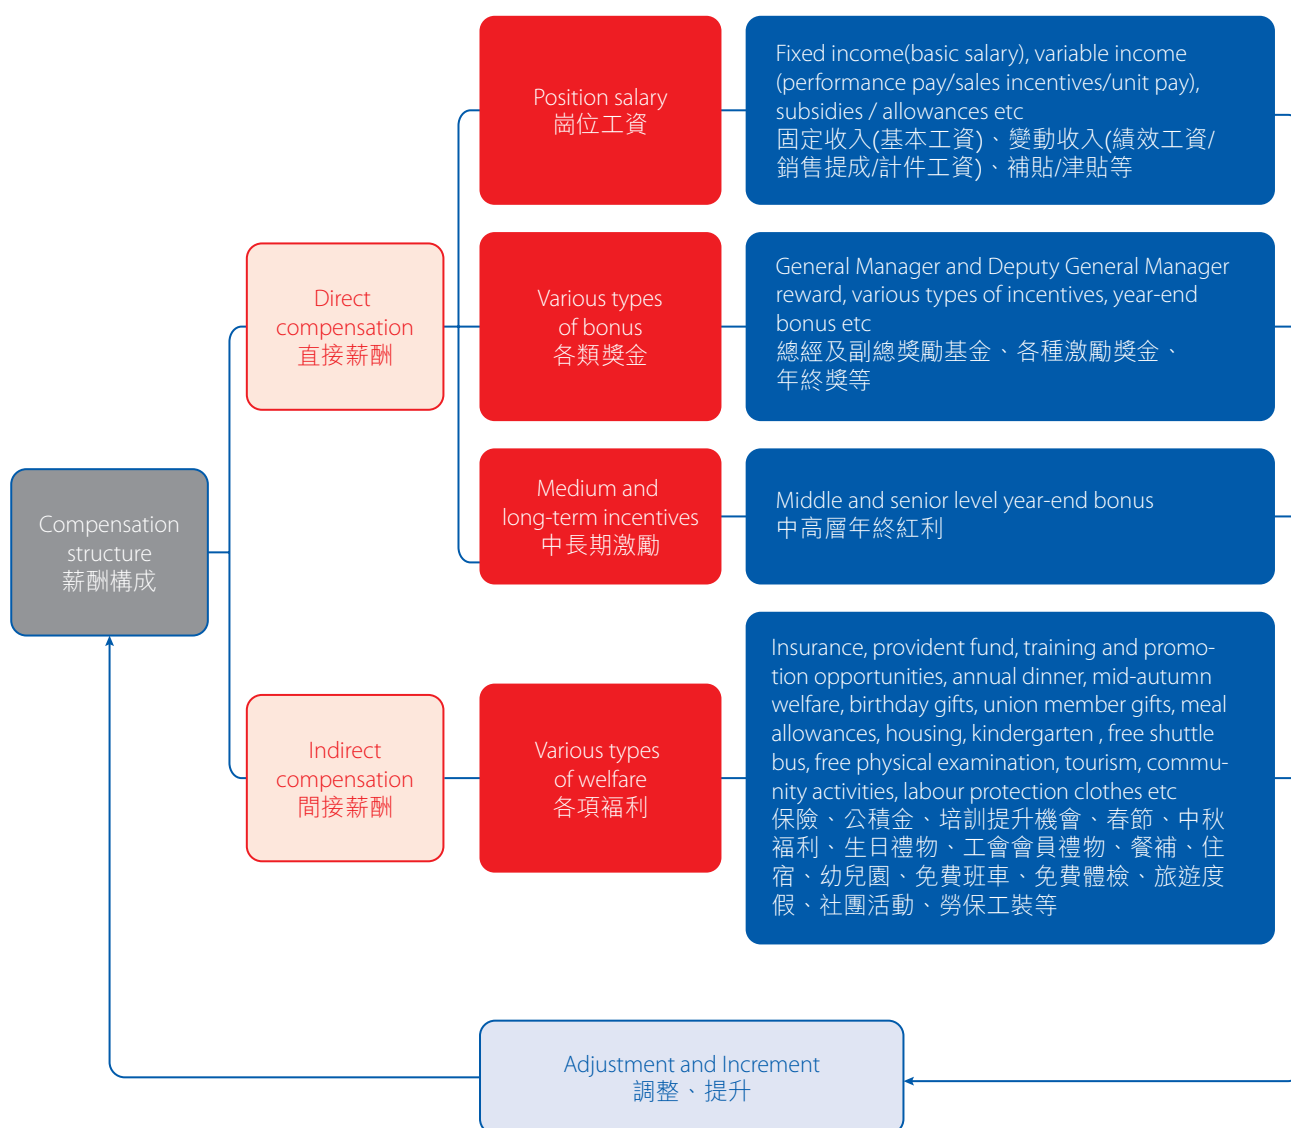 Position salary
崗位工資
Fixed income(basic salary), variable income
(performance pay/sales incentives/unit pay),
subsidies / allowances etc
固定收入(基本工資)、變動收入(績效工資/
銷售提成/計件工資)、補貼/津貼等
Direct
compensation
直接薪酬
Various types
of bonus
各類獎金
General Manager and Deputy General Manager
reward, various types of incentives, year-end
bonus etc
總經及副總獎勵基金、各種激勵獎金、
年終獎等
Medium and
long-term incentives
中長期激勵
Middle and senior level year-end bonus
中高層年終紅利
Compensation
structure
薪酬構成
Indirect
compensation
間接薪酬
Various types
of welfare
各項福利
Insurance, provident fund, training and promo-
tion opportunities, annual dinner, mid-autumn
welfare, birthday gifts, union member gifts, meal
allowances, housing, kindergarten , free shuttle
bus, free physical examination, tourism, commu-
nity activities, labour protection clothes etc
保險、公積金、培訓提升機會、春節、中秋
福利、生日禮物、工會會員禮物、餐補、住
宿、幼兒園、免費班車、免費體檢、旅遊度
假、社團活動、勞保工裝等
Adjustment and Increment
調整、提升